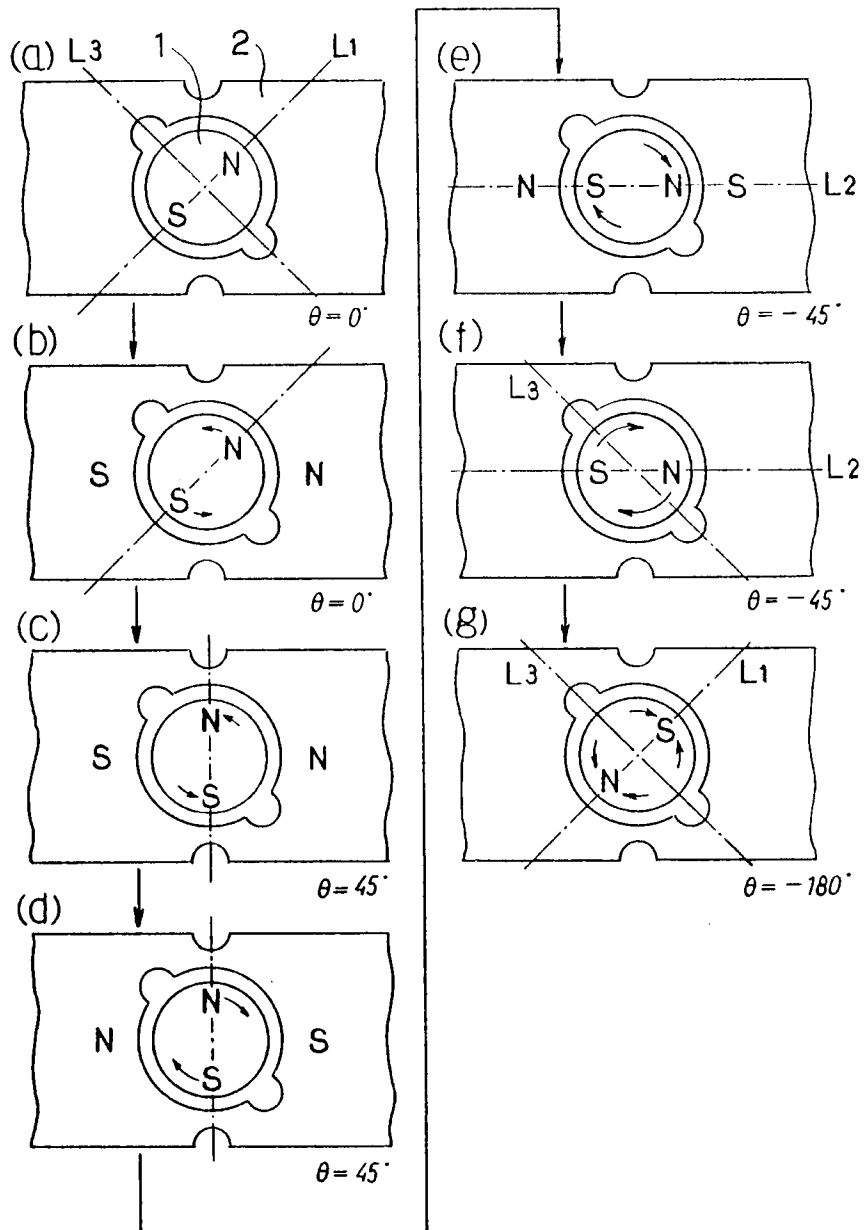 (a)
L3 1 2 L1
N
S
θ = 0°
(b)
N
S N
S
θ = 0°
(c)
N
S N
S
θ = 45°
(d)
N
N S
S
θ = 45°
(e)
N S N S L2
θ = -45°
(f)
L3
S N L2
θ = -45°
(g)
L3 L1
S
N
θ = -180°